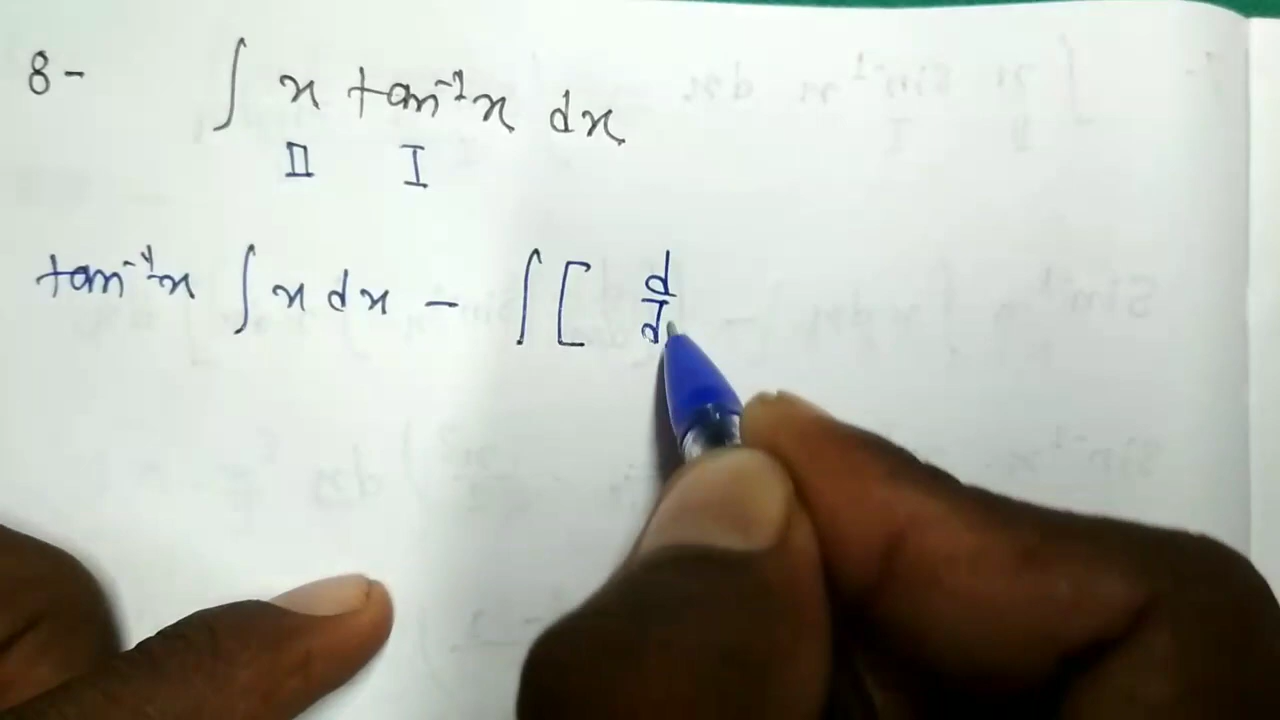 8- ∫ x tan⁻¹x dx
II I
tan⁻¹x ∫ x dx - ∫ [ d/d